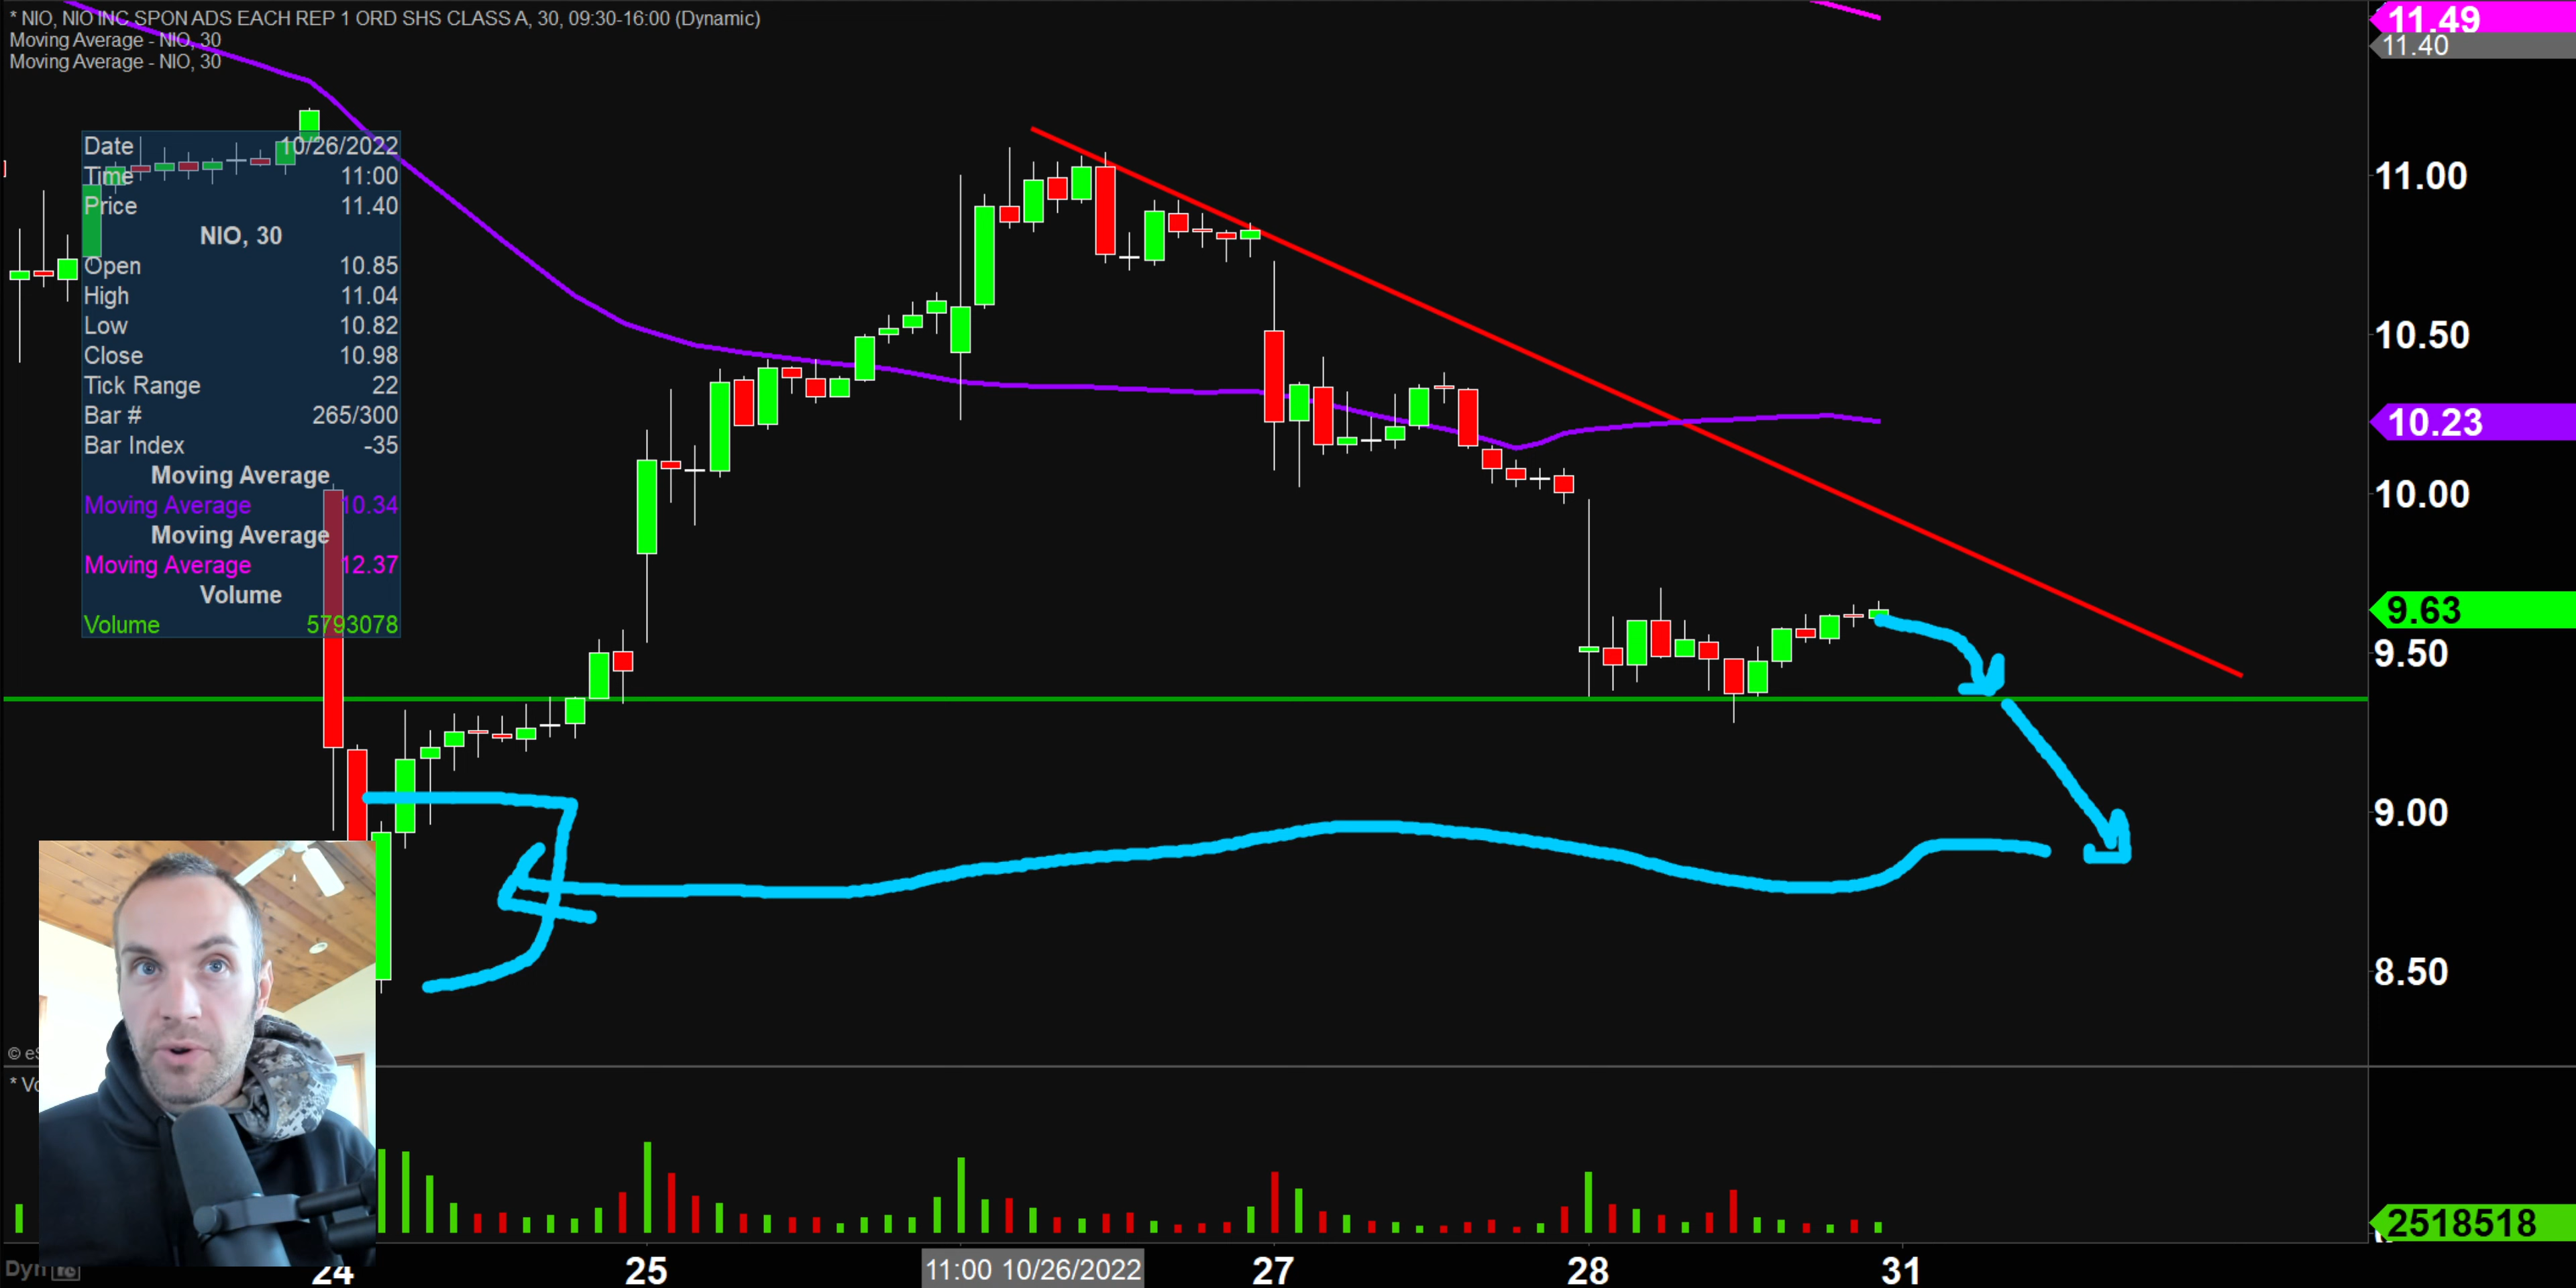 * NIO, NIO INC SPON ADS EACH REP 1 ORD SHS CLASS A, 30, 09:30-16:00 (Dynamic)
Moving Average - NIO, 30
Moving Average - NIO, 30
11.49
11.40
Date 10/26/2022
Time 11:00
Price 11.40
NIO, 30
Open 10.85
High 11.04
Low 10.82
Close 10.98
Tick Range 22
Bar # 265/300
Bar Index -35
Moving Average
Moving Average 10.34
Moving Average
Moving Average 12.37
Volume
Volume 5793078
11.00
10.50
10.23
10.00
9.63
9.50
9.00
8.50
2518518
24
25
11:00 10/26/2022
27
28
31